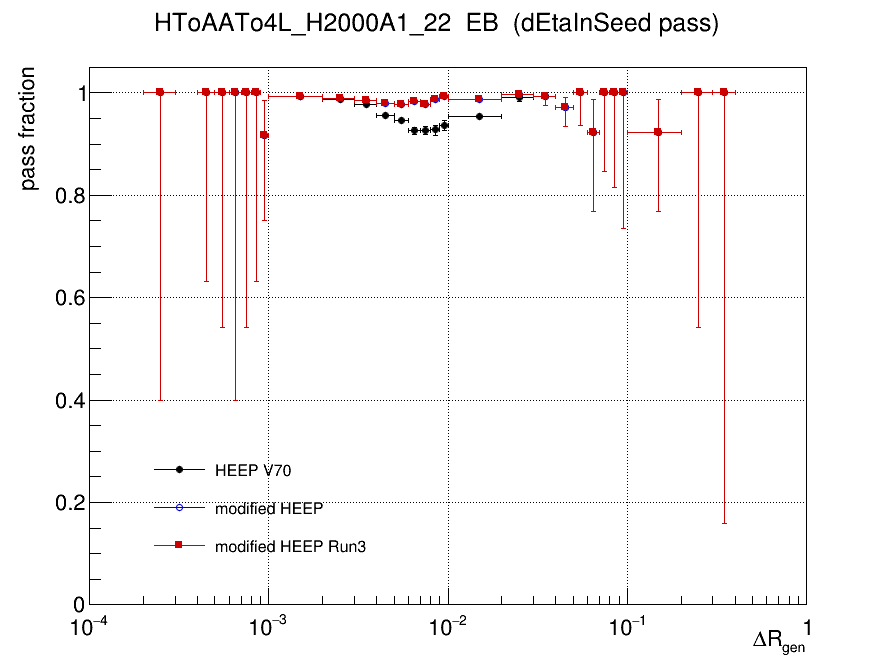 HToAATo4L_H2000A1_22 EB (dEtaInSeed pass)
pass fraction
1
0.8
0.6
0.4
0.2
0
HEEP V70
modified HEEP
modified HEEP Run3
10⁻⁴ 10⁻³ 10⁻² 10⁻¹ 1
ΔR_gen